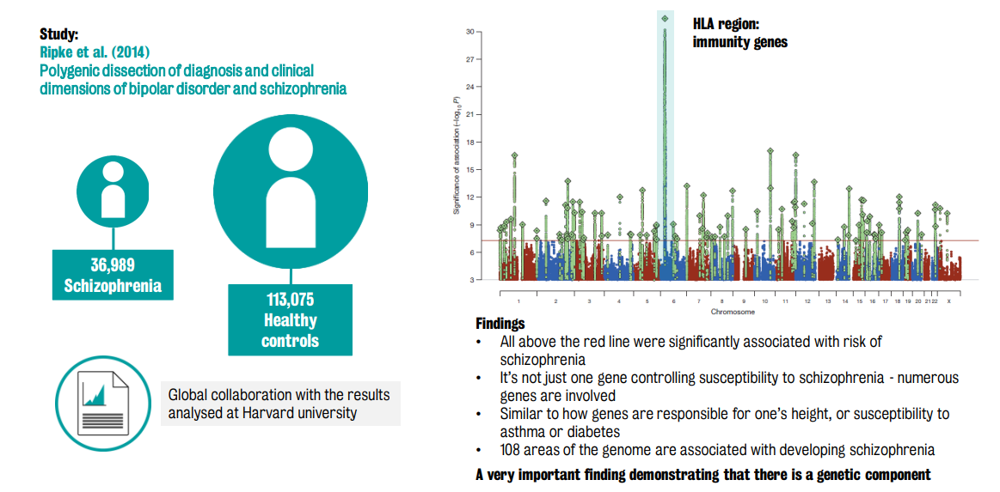 Study:
Ripke et al. (2014)
Polygenic dissection of diagnosis and clinical
dimensions of bipolar disorder and schizophrenia
36,989
Schizophrenia
113,075
Healthy
controls
Global collaboration with the results
analysed at Harvard university
HLA region:
immunity genes
Significance of association (–log10 P)
30
27
24
21
18
15
12
9
6
3
1 2 3 4 5 6 7 8 9 10 11 12 13 14 15 16 17 18 19 20 21 22 X
Chromosome
Findings
• All above the red line were significantly associated with risk of
schizophrenia
• It's not just one gene controlling susceptibility to schizophrenia - numerous
genes are involved
• Similar to how genes are responsible for one's height, or susceptibility to
asthma or diabetes
• 108 areas of the genome are associated with developing schizophrenia
A very important finding demonstrating that there is a genetic component